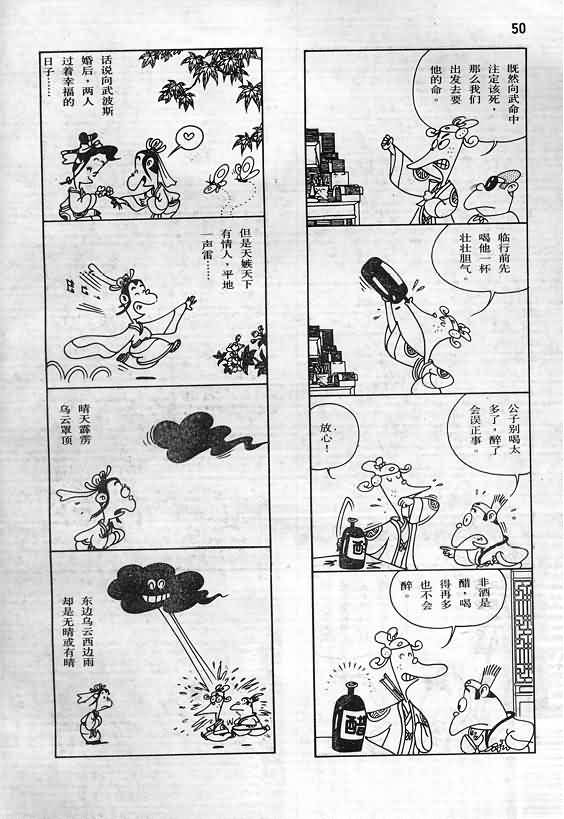 50
既然向武命中
注定该死，
那么我们
出发去要
他的命。
临行前先
喝他一杯
壮壮胆气。
公子别喝太
多了，醉了
会误正事。
放心！
醋
非酒是
醋，喝
得再多
也不会
醉。
醋
话说向武波斯
婚后，两人
过着幸福的
日子……
但是天嫉天下
有情人，平地
一声雷……
晴天霹雳
乌云罩顶
东边乌云西边雨
却是无晴或有晴